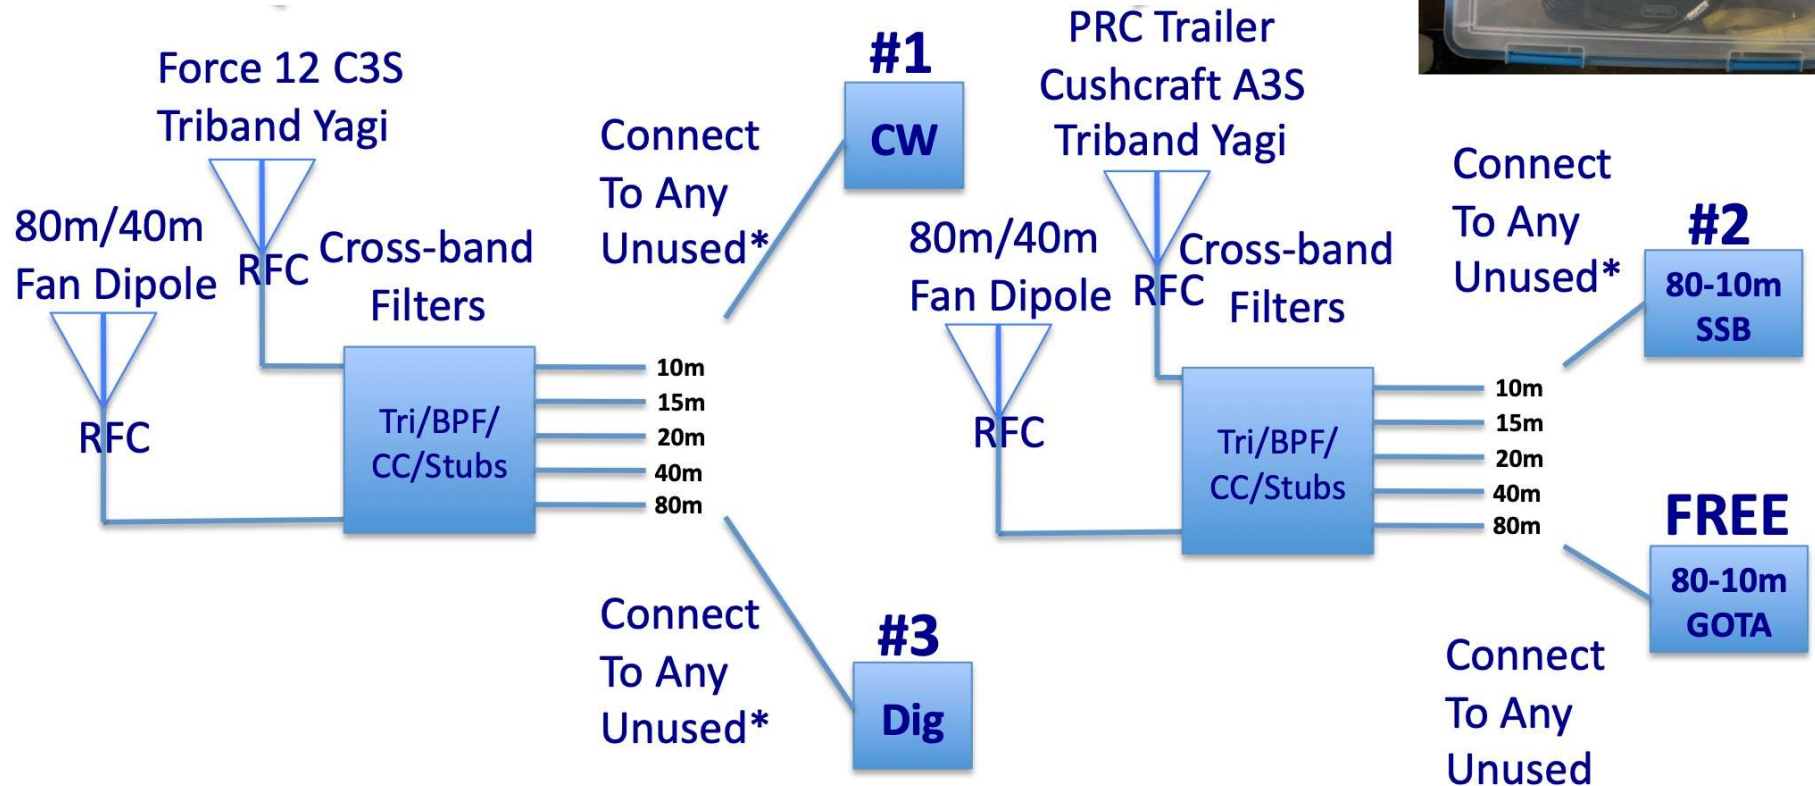 Force 12 C3S
Triband Yagi
80m/40m
Fan Dipole
RFC
RFC
Cross-band
Filters
Tri/BPF/
CC/Stubs
10m
15m
20m
40m
80m
Connect
To Any
Unused*
#1
CW
Connect
To Any
Unused*
#3
Dig
PRC Trailer
Cushcraft A3S
Triband Yagi
80m/40m
Fan Dipole
RFC
RFC
Cross-band
Filters
Tri/BPF/
CC/Stubs
10m
15m
20m
40m
80m
Connect
To Any
Unused*
#2
80-10m
SSB
FREE
80-10m
GOTA
Connect
To Any
Unused